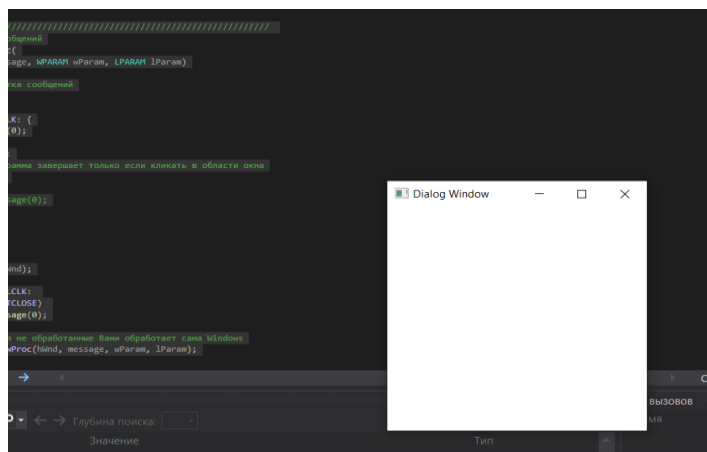 //////////////////////////////////////////////////////
общений
c(
sage, WPARAM wParam, LPARAM lParam)
тка сообщений
LK: {
(0);
:
рамма завершает только если кликать в области окна
sage(0);
Wnd);
LCLK:
TCLOSE)
sage(0);
я не обработанные Вами обработает сама Windows
wProc(hWnd, message, wParam, lParam);
Dialog Window
С
вызовов
Глубина поиска:
мя
Значение
Тип